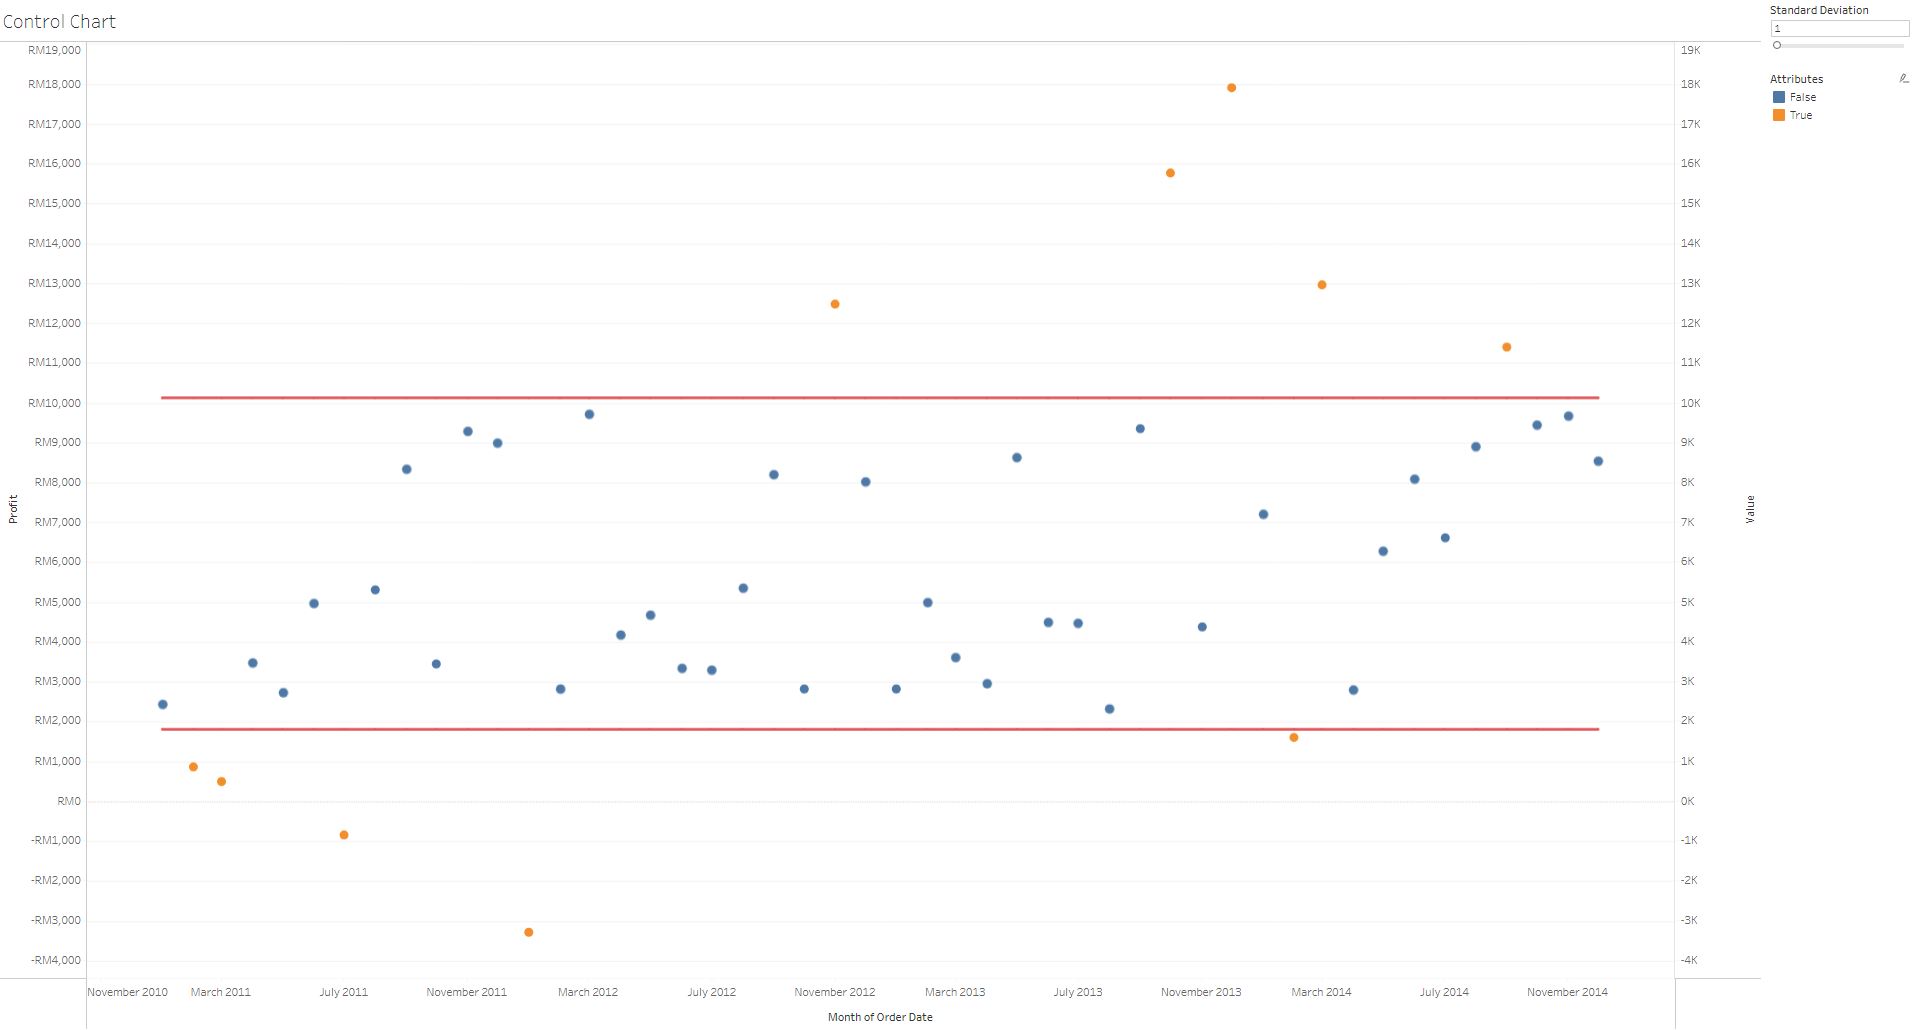 Control Chart
Standard Deviation
1
Attributes
False
True
RM19,000
RM18,000
RM17,000
RM16,000
RM15,000
RM14,000
RM13,000
RM12,000
RM11,000
RM10,000
RM9,000
RM8,000
RM7,000
RM6,000
RM5,000
RM4,000
RM3,000
RM2,000
RM1,000
RM0
-RM1,000
-RM2,000
-RM3,000
-RM4,000
Profit
19K
18K
17K
16K
15K
14K
13K
12K
11K
10K
9K
8K
7K
6K
5K
4K
3K
2K
1K
0K
-1K
-2K
-3K
-4K
Value
November 2010 March 2011 July 2011 November 2011 March 2012 July 2012 November 2012 March 2013 July 2013 November 2013 March 2014 July 2014 November 2014
Month of Order Date